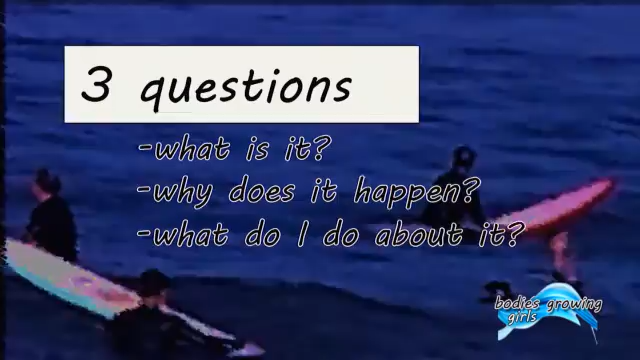 3 questions
-what is it?
-why does it happen?
-what do I do about it?
bodies growing
girls